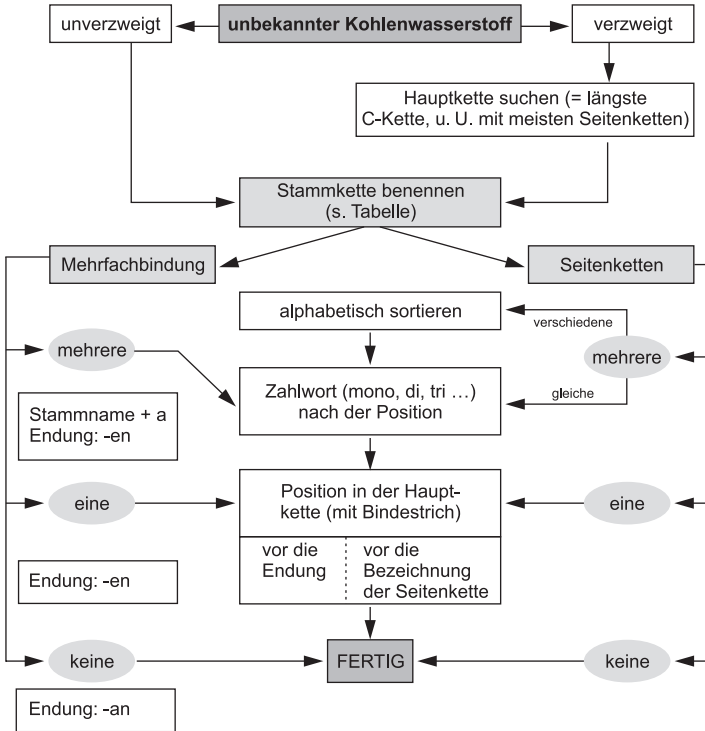 unverzweigt
unbekannter Kohlenwasserstoff
verzweigt
Hauptkette suchen (= längste
C-Kette, u. U. mit meisten Seitenketten)
Stammkette benennen
(s. Tabelle)
Mehrfachbindung
Seitenketten
alphabetisch sortieren
verschiedene
mehrere
mehrere
Zahlwort (mono, di, tri ...)
nach der Position
gleiche
Stammname + a
Endung: -en
eine
Position in der Haupt-
kette (mit Bindestrich)
eine
vor die
Endung
vor die
Bezeichnung
der Seitenkette
Endung: -en
keine
FERTIG
keine
Endung: -an